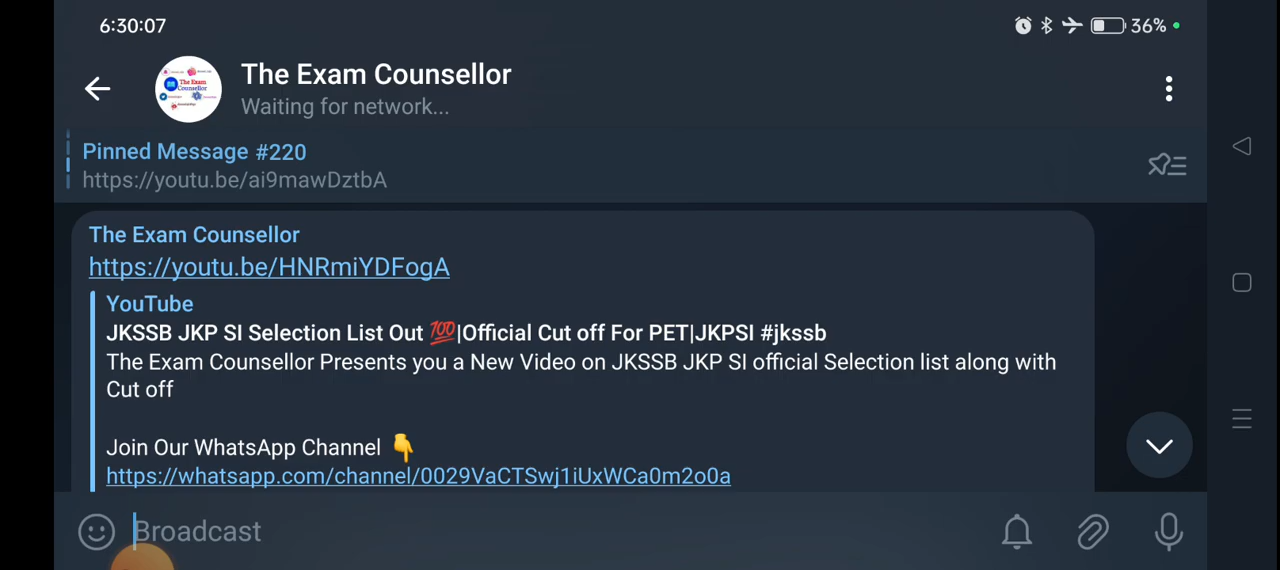 6:30:07
36%
The Exam Counsellor
Waiting for network...
Pinned Message #220
https://youtu.be/ai9mawDztbA
The Exam Counsellor
https://youtu.be/HNRmiYDFogA
YouTube
JKSSB JKP SI Selection List Out 💯|Official Cut off For PET|JKPSI #jkssb
The Exam Counsellor Presents you a New Video on JKSSB JKP SI official Selection list along with
Cut off
Join Our WhatsApp Channel 👇
https://whatsapp.com/channel/0029VaCTSwj1iUxWCa0m2o0a
Broadcast